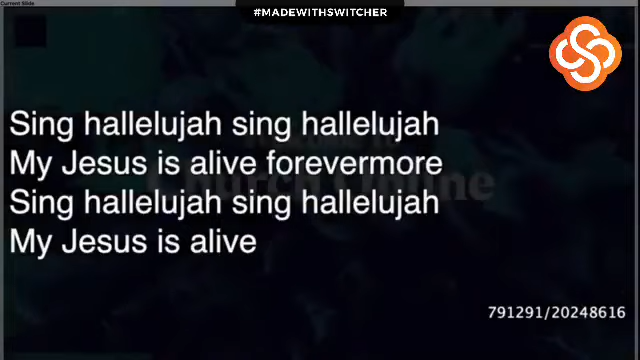 Current Slide
#MADEWITHSWITCHER
Sing hallelujah sing hallelujah
My Jesus is alive forevermore
Sing hallelujah sing hallelujah
My Jesus is alive
791291/20248616